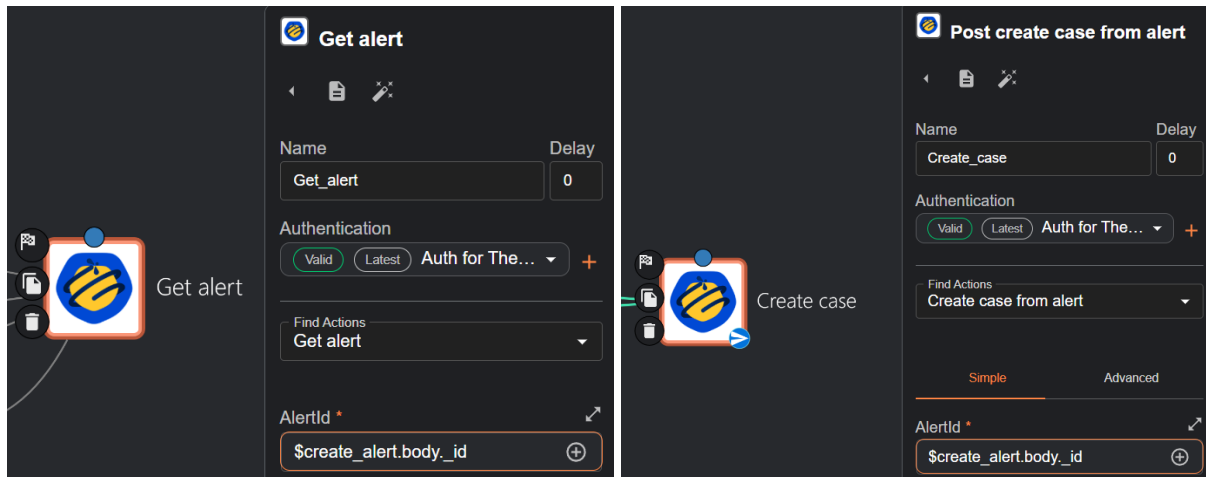 Get alert
Name
Delay
Get_alert
0
Authentication
Valid
Latest
Auth for The...
+
Find Actions
Get alert
AlertId *
$create_alert.body._id
Get alert
Post create case from alert
Name
Delay
Create_case
0
Authentication
Valid
Latest
Auth for The...
+
Find Actions
Create case from alert
Simple
Advanced
AlertId *
$create_alert.body._id
Create case